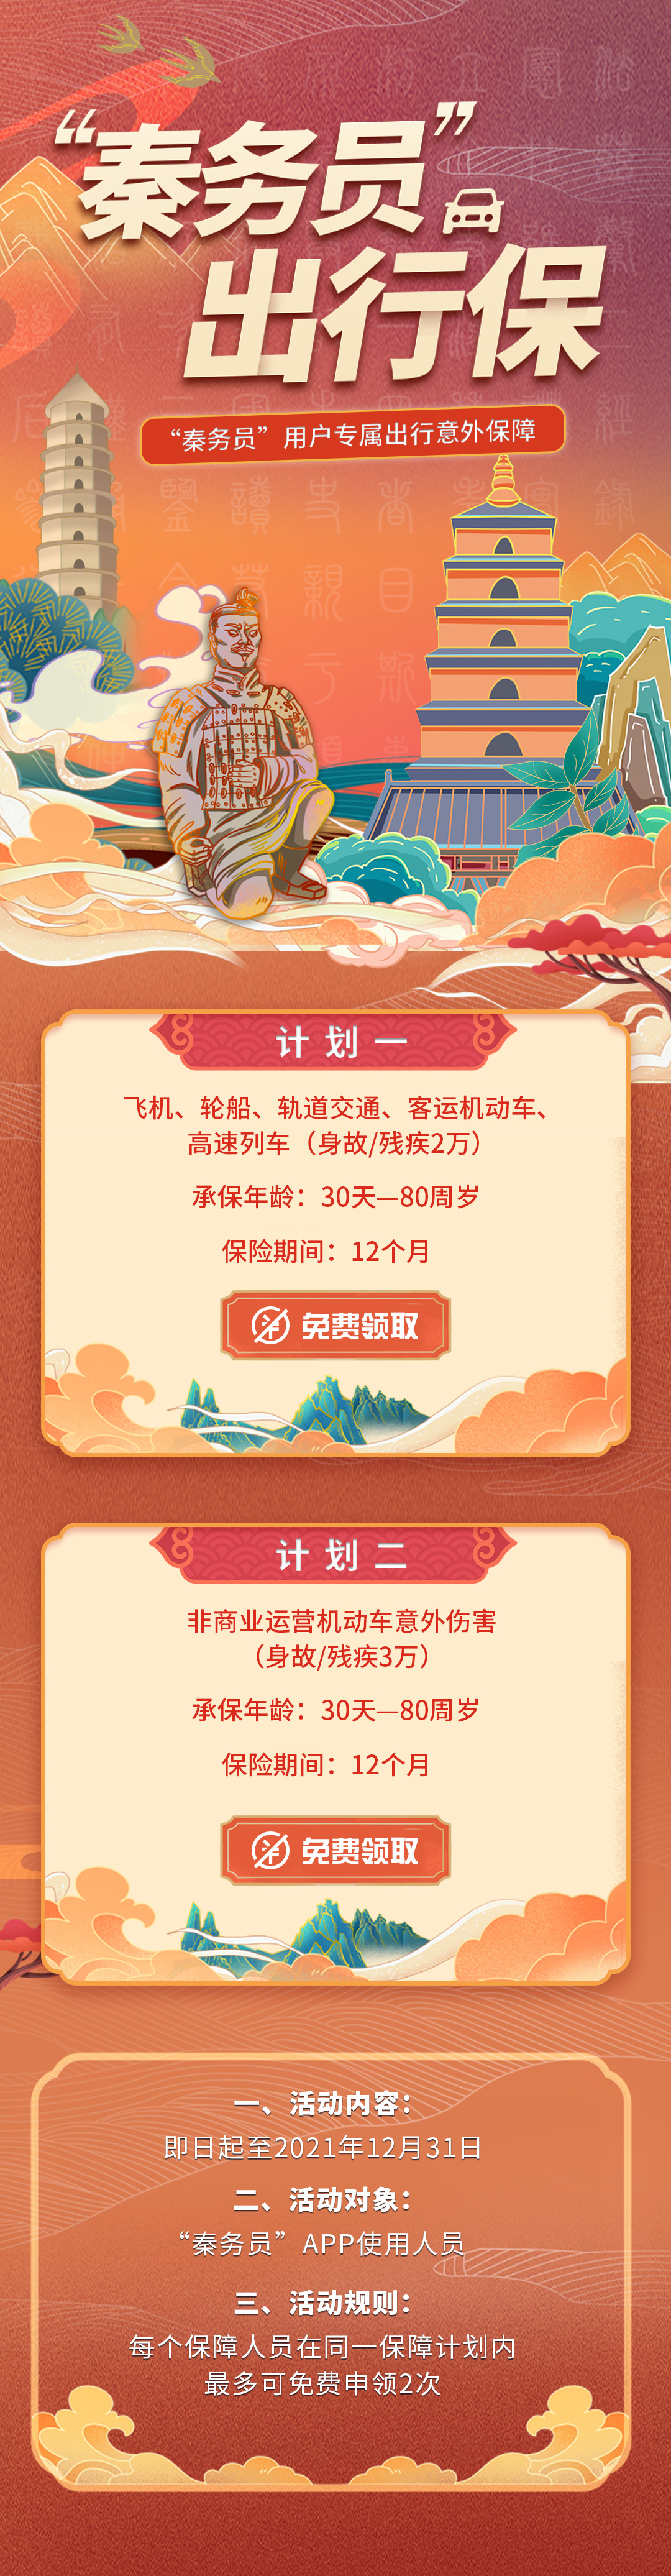 “秦务员”
出行保
“秦务员”用户专属出行意外保障
计划一
飞机、轮船、轨道交通、客运机动车、
高速列车（身故/残疾2万）
承保年龄：30天—80周岁
保险期间：12个月
免费领取
计划二
非商业运营机动车意外伤害
（身故/残疾3万）
承保年龄：30天—80周岁
保险期间：12个月
免费领取
一、活动内容：
即日起至2021年12月31日
二、活动对象：
“秦务员”APP使用人员
三、活动规则：
每个保障人员在同一保障计划内
最多可免费申领2次